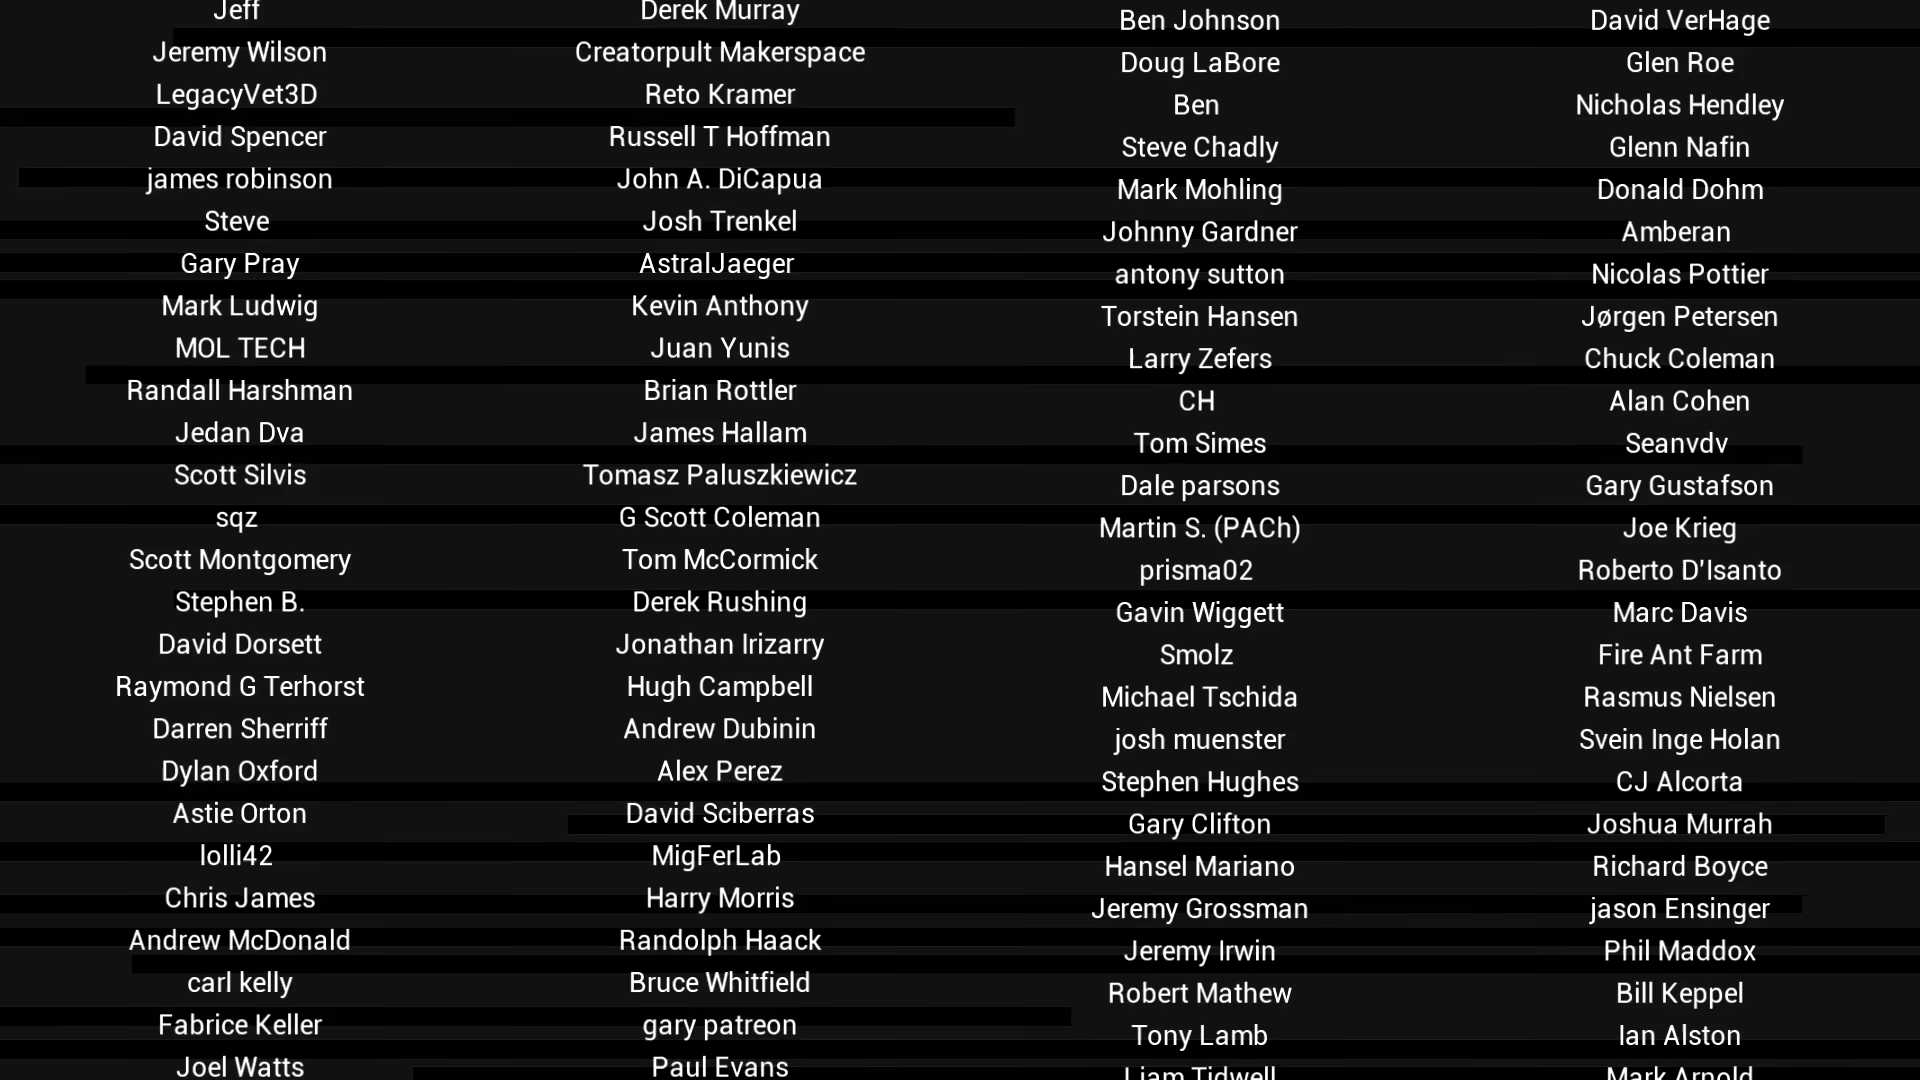 Jeff
Jeremy Wilson
LegacyVet3D
David Spencer
james robinson
Steve
Gary Pray
Mark Ludwig
MOL TECH
Randall Harshman
Jedan Dva
Scott Silvis
sqz
Scott Montgomery
Stephen B.
David Dorsett
Raymond G Terhorst
Darren Sherriff
Dylan Oxford
Astie Orton
lolli42
Chris James
Andrew McDonald
carl kelly
Fabrice Keller
Joel Watts
Derek Murray
Creatorpult Makerspace
Reto Kramer
Russell T Hoffman
John A. DiCapua
Josh Trenkel
AstralJaeger
Kevin Anthony
Juan Yunis
Brian Rottler
James Hallam
Tomasz Paluszkiewicz
G Scott Coleman
Tom McCormick
Derek Rushing
Jonathan Irizarry
Hugh Campbell
Andrew Dubinin
Alex Perez
David Sciberras
MigFerLab
Harry Morris
Randolph Haack
Bruce Whitfield
gary patreon
Paul Evans
Ben Johnson
Doug LaBore
Ben
Steve Chadly
Mark Mohling
Johnny Gardner
antony sutton
Torstein Hansen
Larry Zefers
CH
Tom Simes
Dale parsons
Martin S. (PACh)
prisma02
Gavin Wiggett
Smolz
Michael Tschida
josh muenster
Stephen Hughes
Gary Clifton
Hansel Mariano
Jeremy Grossman
Jeremy Irwin
Robert Mathew
Tony Lamb
Liam Tidwell
David VerHage
Glen Roe
Nicholas Hendley
Glenn Nafin
Donald Dohm
Amberan
Nicolas Pottier
Jørgen Petersen
Chuck Coleman
Alan Cohen
Seanvdv
Gary Gustafson
Joe Krieg
Roberto D'Isanto
Marc Davis
Fire Ant Farm
Rasmus Nielsen
Svein Inge Holan
CJ Alcorta
Joshua Murrah
Richard Boyce
jason Ensinger
Phil Maddox
Bill Keppel
Ian Alston
Mark Arnold